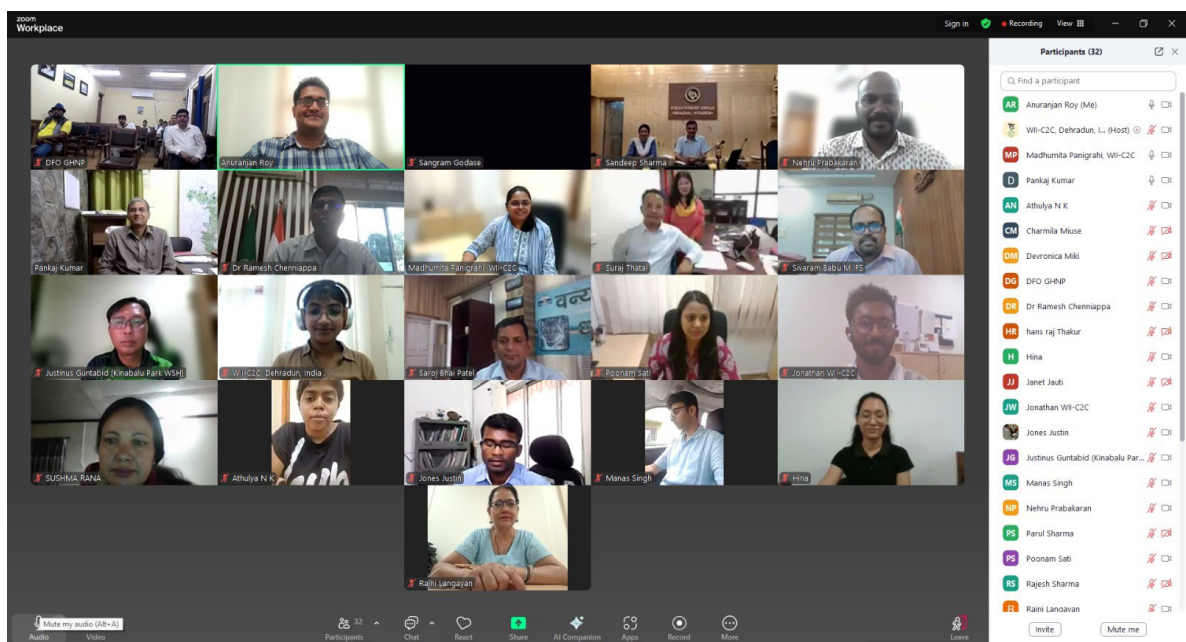 zoom
Workplace
Sign in
Recording
View
Participants (32)
Find a participant
DFO GHNP
Anuranjan Roy
Sangram Godase
Sandeep Sharma
Nehru Prabakaran
Pankaj Kumar
Dr Ramesh Chenniappa
Madhumita Panigrahi, WII-C2C
Suraj Thatal
Sivaram Babu M IFS
Justinus Guntabid (Kinabalu Park WSH)
WII-C2C, Dehradun, India
Saroj Bhai Patel
Poonam Sati
Jonathan WII-C2C
SUSHMA RANA
Athulya N K
Jones Justin
Manas Singh
Hina
Rajni Langayan
AR Anuranjan Roy (Me)
WII-C2C, Dehradun, I... (Host)
MP Madhumita Panigrahi, WII-C2C
D Pankaj Kumar
AN Athulya N K
CM Charmila Miuse
DM Devronica Miki
DG DFO GHNP
DR Dr Ramesh Chenniappa
HR hans raj Thakur
H Hina
JJ Janet Jauti
JW Jonathan WII-C2C
Jones Justin
JG Justinus Guntabid (Kinabalu Par...
MS Manas Singh
NP Nehru Prabakaran
PS Parul Sharma
PS Poonam Sati
RS Rajesh Sharma
R Rajni Langayan
Invite
Mute me
Mute my audio (Alt+A)
Audio
Video
32
Participants
Chat
React
Share
AI Companion
Apps
Record
More
Leave